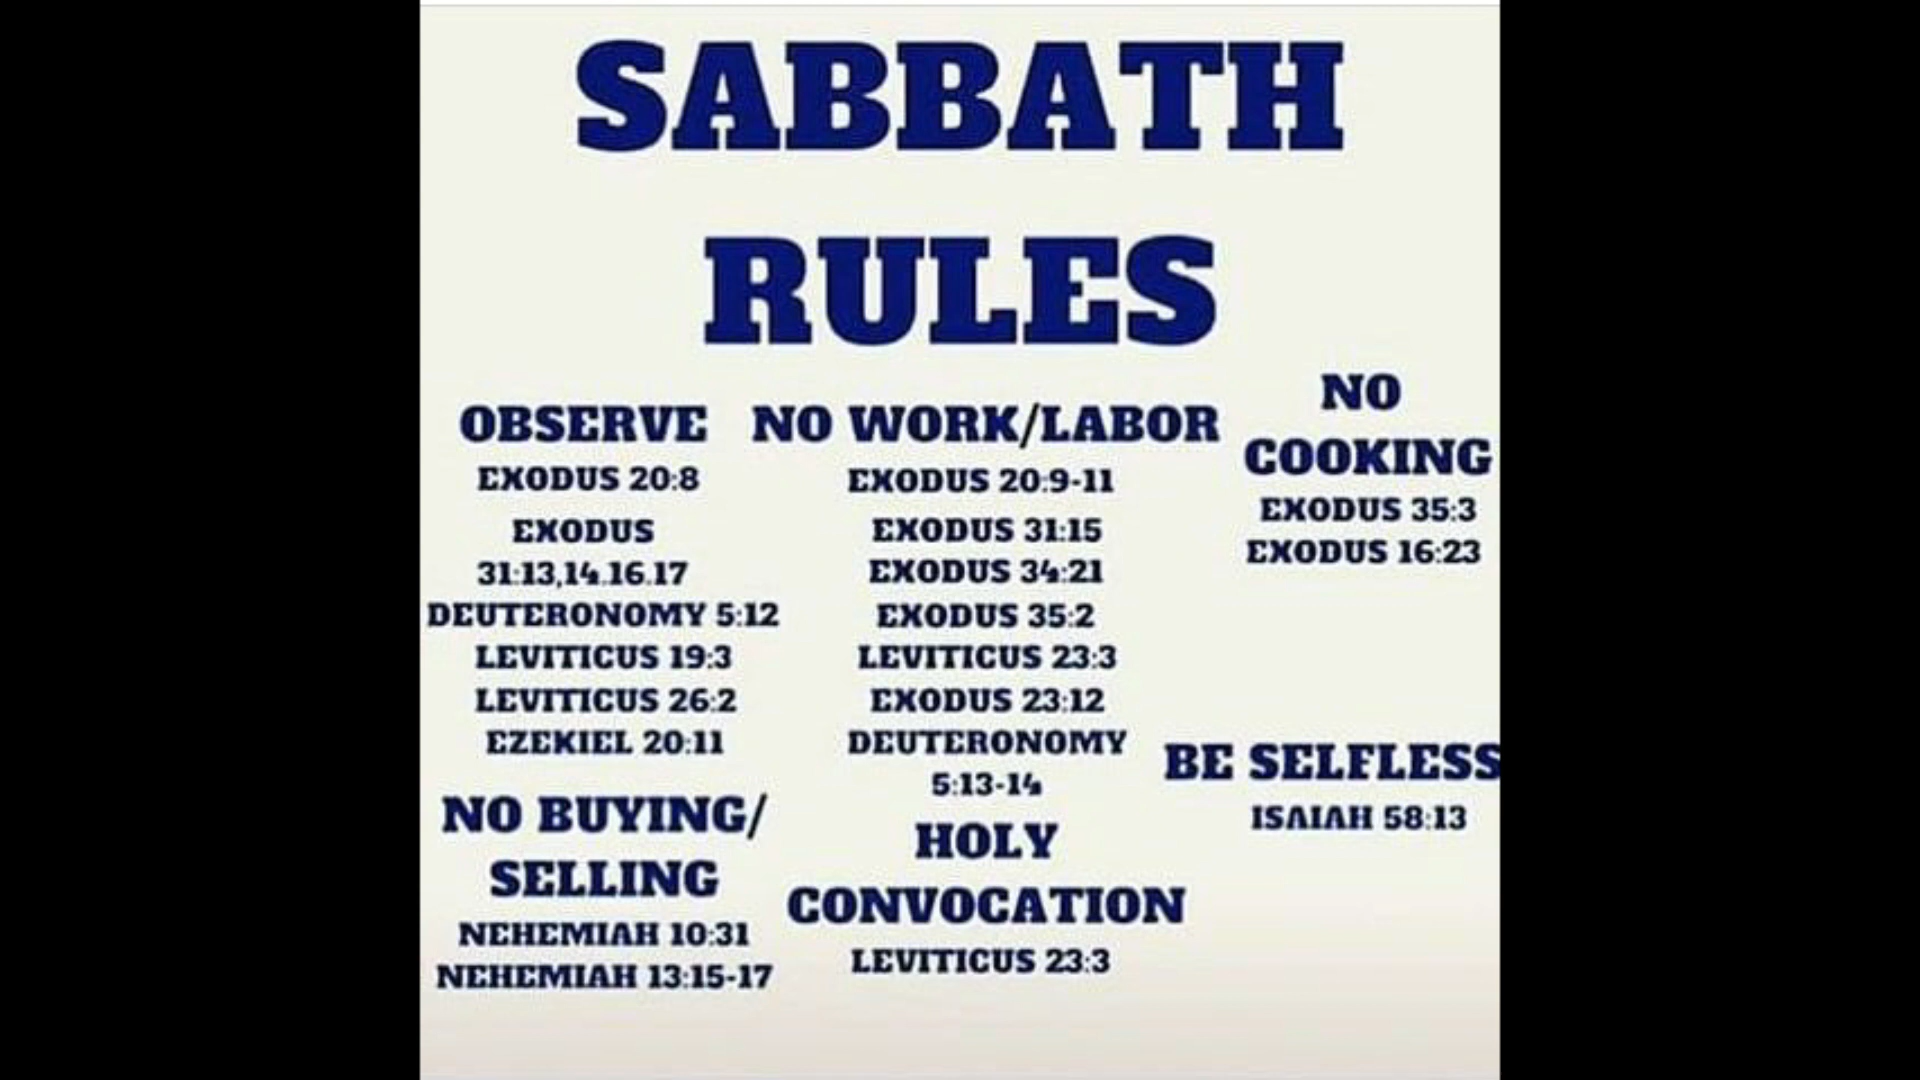 SABBATH
RULES
OBSERVE
EXODUS 20:8
EXODUS
31:13,14.16.17
DEUTERONOMY 5:12
LEVITICUS 19:3
LEVITICUS 26:2
EZEKIEL 20:11
NO BUYING/
SELLING
NEHEMIAH 10:31
NEHEMIAH 13:15-17
NO WORK/LABOR
EXODUS 20:9-11
EXODUS 31:15
EXODUS 34:21
EXODUS 35:2
LEVITICUS 23:3
EXODUS 23:12
DEUTERONOMY
5:13-14
HOLY
CONVOCATION
LEVITICUS 23:3
NO
COOKING
EXODUS 35:3
EXODUS 16:23
BE SELFLESS
ISAIAH 58:13